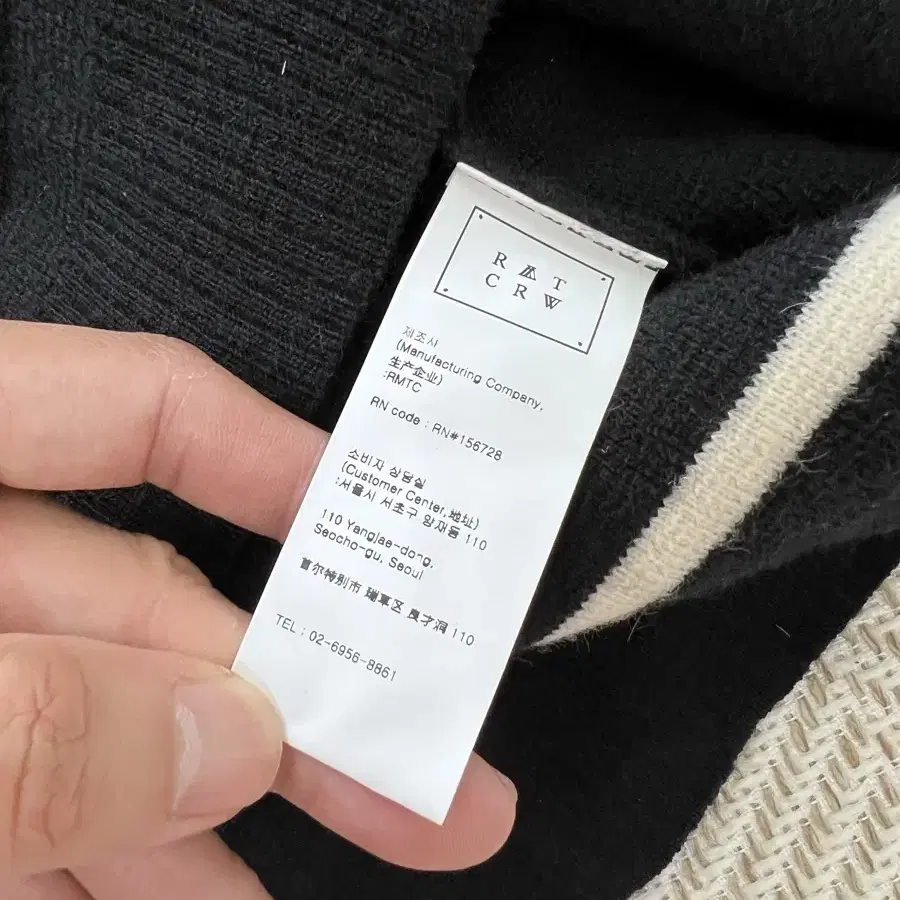 R M T
C R W
제조사
(Manufacturing Company,
生产企业)
:RMTC
RN code : RN#156728
소비자 상담실
(Customer Center,地址)
:서울시 서초구 양재동 110
110 Yangjae-dong,
Seocho-gu, Seoul
首尔特别市 瑞草区 良才洞 110
TEL : 02-6956-8861